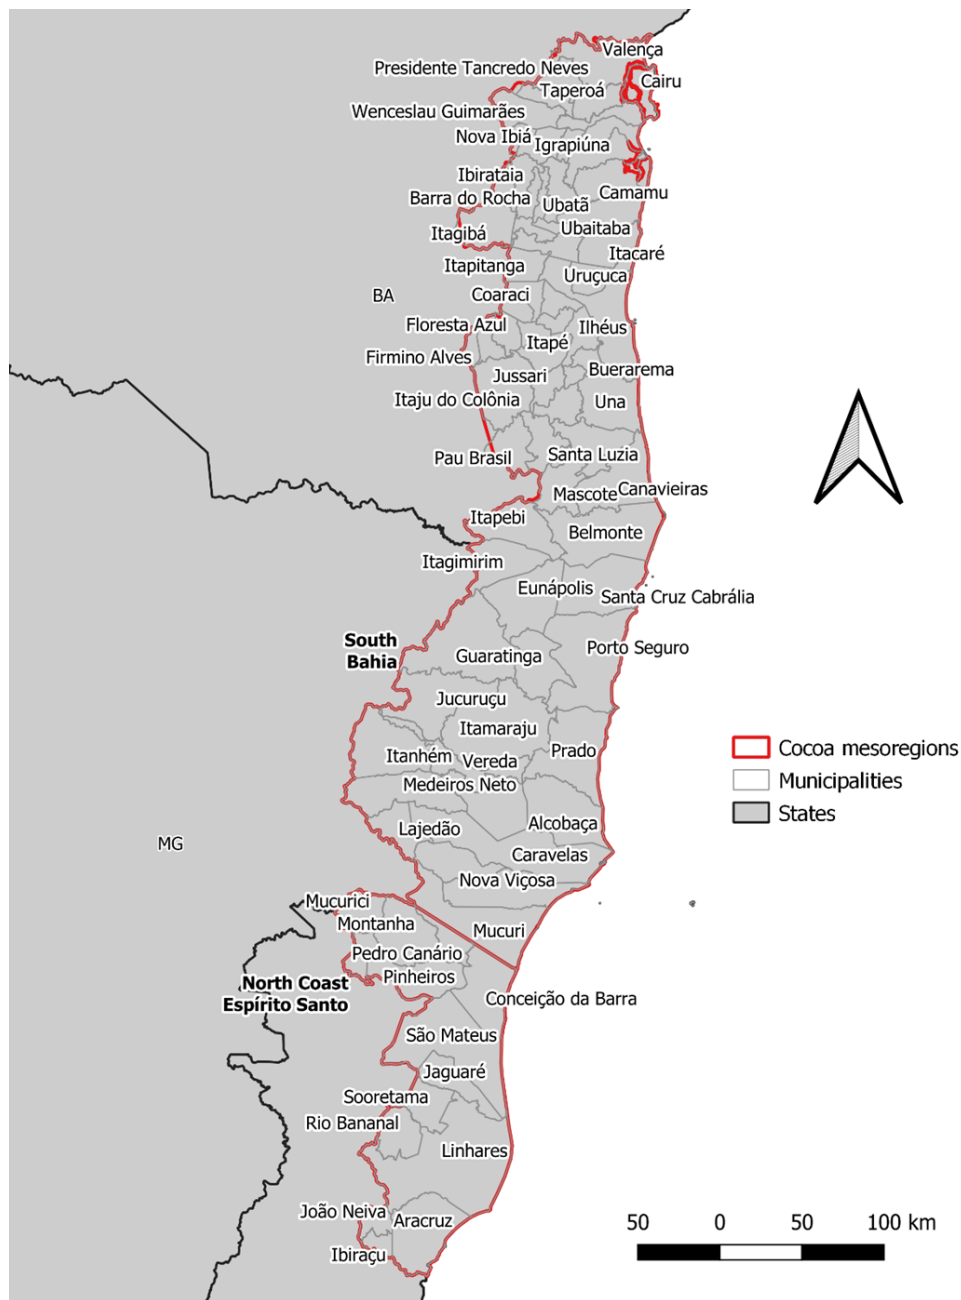 Valença
Presidente Tancredo Neves
Cairu
Taperoá
Wenceslau Guimarães
Nova Ibiá
Igrapiúna
Ibirataia
Camamu
Barra do Rocha
Ubatã
Ubaitaba
Itagibá
Itacaré
Itapitanga
Uruçuca
BA
Coaraci
Floresta Azul
Ilhéus
Itapé
Firmino Alves
Buerarema
Jussari
Itaju do Colônia
Una
Santa Luzia
Pau Brasil
Mascote
Canavieiras
Itapebi
Belmonte
Itagimirim
Eunápolis
Santa Cruz Cabrália
South
Bahia
Porto Seguro
Guaratinga
Jucuruçu
Itamaraju
Prado
Itanhém
Vereda
Medeiros Neto
Cocoa mesoregions
Municipalities
States
Alcobaça
Lajedão
MG
Caravelas
Nova Viçosa
Mucurici
Montanha
Mucuri
Pedro Canário
Pinheiros
North Coast
Espírito Santo
Conceição da Barra
São Mateus
Jaguaré
Sooretama
Rio Bananal
Linhares
João Neiva
Aracruz
Ibiraçu
50 0 50 100 km